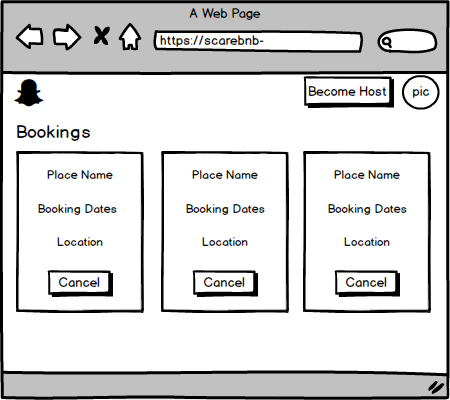 A Web Page
https://scarebnb-
Become Host
pic
Bookings
Place Name
Booking Dates
Location
Cancel
Place Name
Booking Dates
Location
Cancel
Place Name
Booking Dates
Location
Cancel